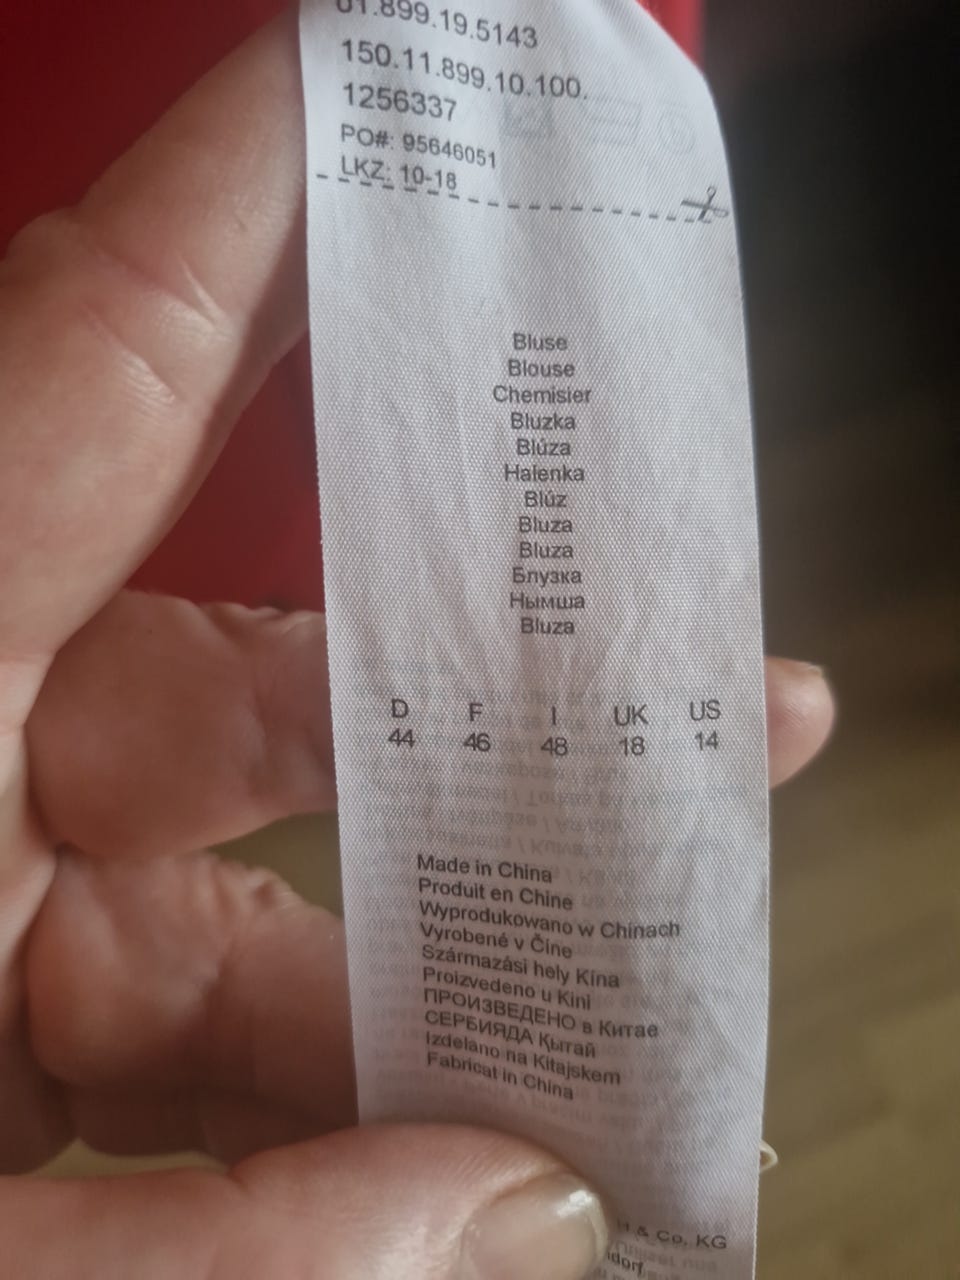 01.899.19.5143
150.11.899.10.100.
1256337
PO#: 95646051
LKZ: 10-18
Bluse
Blouse
Chemisier
Bluzka
Blúza
Halenka
Blúz
Bluza
Bluza
Блузка
Нымша
Bluza
D F I UK US
44 46 48 18 14
Made in China
Produit en Chine
Wyprodukowano w Chinach
Vyrobené v Číne
Származási hely Kína
Proizvedeno u Kini
ПРОИЗВЕДЕНО в Китае
СЕРБИЯДА Қытай
Izdelano na Kitajskem
Fabricat in China
H & Co. KG
dorf